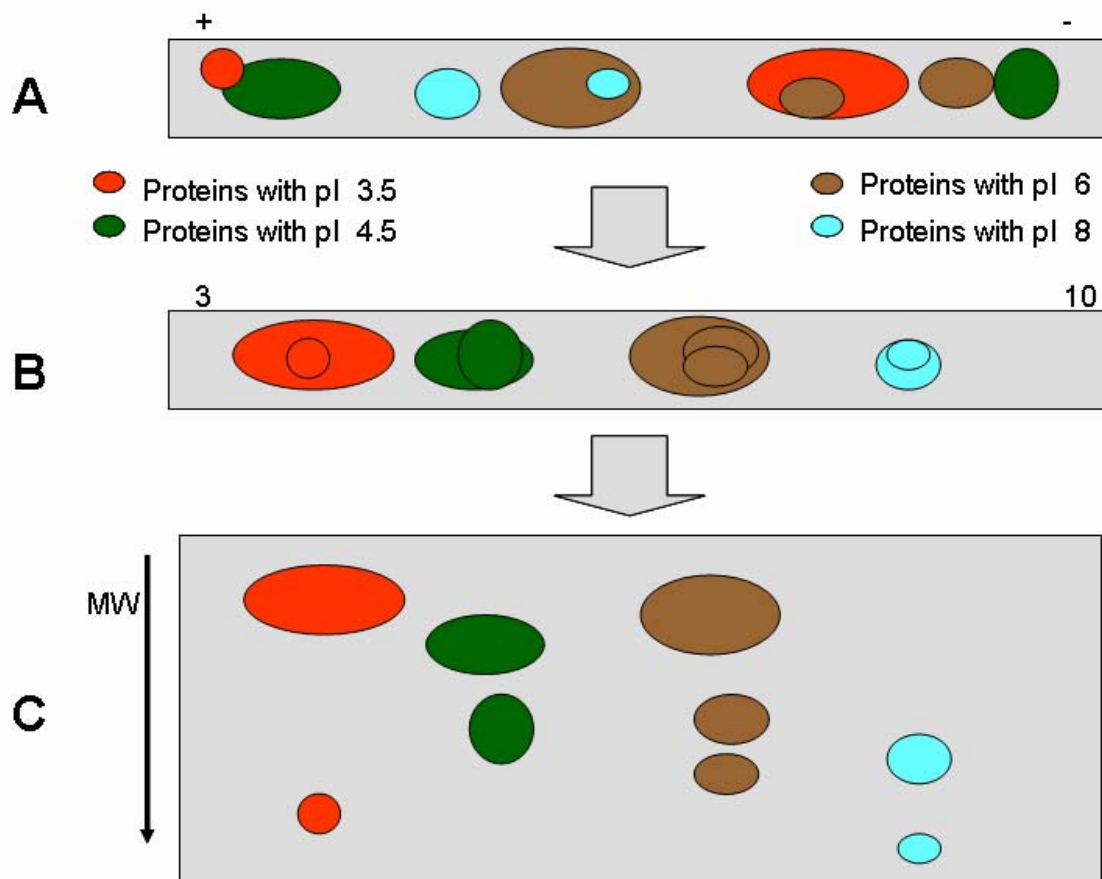 + -
A
Proteins with pI 3.5 Proteins with pI 6
Proteins with pI 4.5 Proteins with pI 8
3 10
B
MW
C